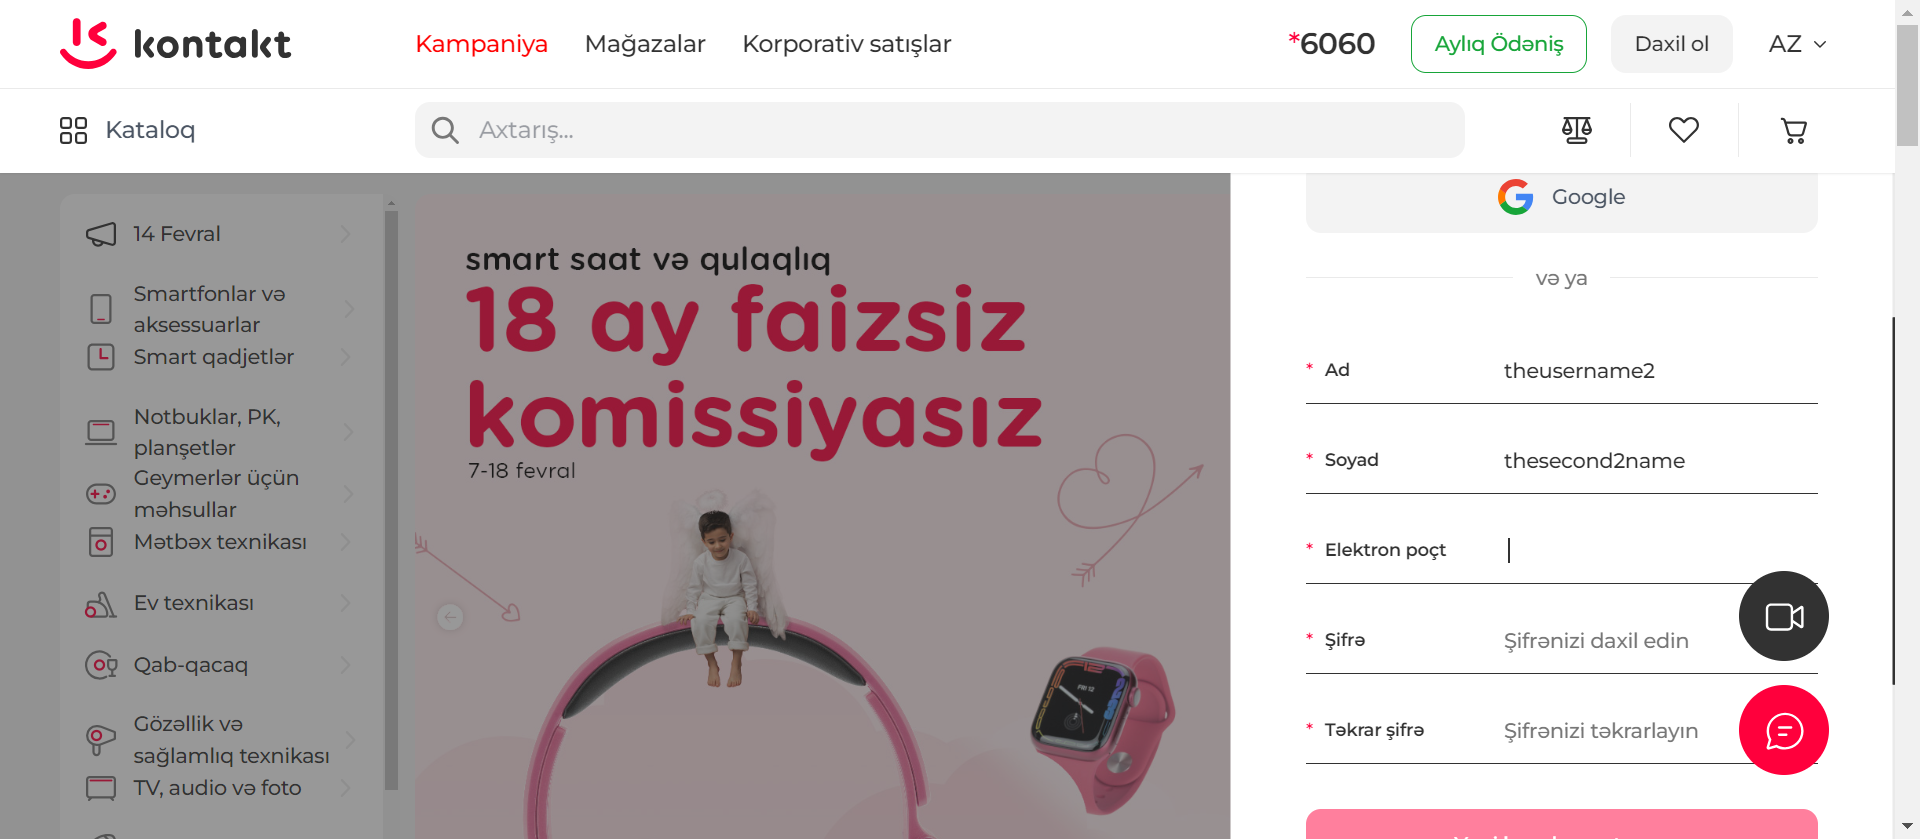 kontakt
Kampaniya
Mağazalar
Korporativ satışlar
*6060
Aylıq Ödəniş
Daxil ol
AZ
Kataloq
Axtarış...
14 Fevral
Smartfonlar və
aksessuarlar
Smart qadjetlər
Notbuklar, PK,
planşetlər
Geymerlər üçün
məhsullar
Mətbəx texnikası
Ev texnikası
Qab-qacaq
Gözəllik və
sağlamlıq texnikası
TV, audio və foto
smart saat və qulaqlıq
18 ay faizsiz
komissiyasız
7-18 fevral
FRI 12
Google
və ya
* Ad
theusername2
* Soyad
thesecond2name
* Elektron poçt
* Şifrə
Şifrənizi daxil edin
* Təkrar şifrə
Şifrənizi təkrarlayın